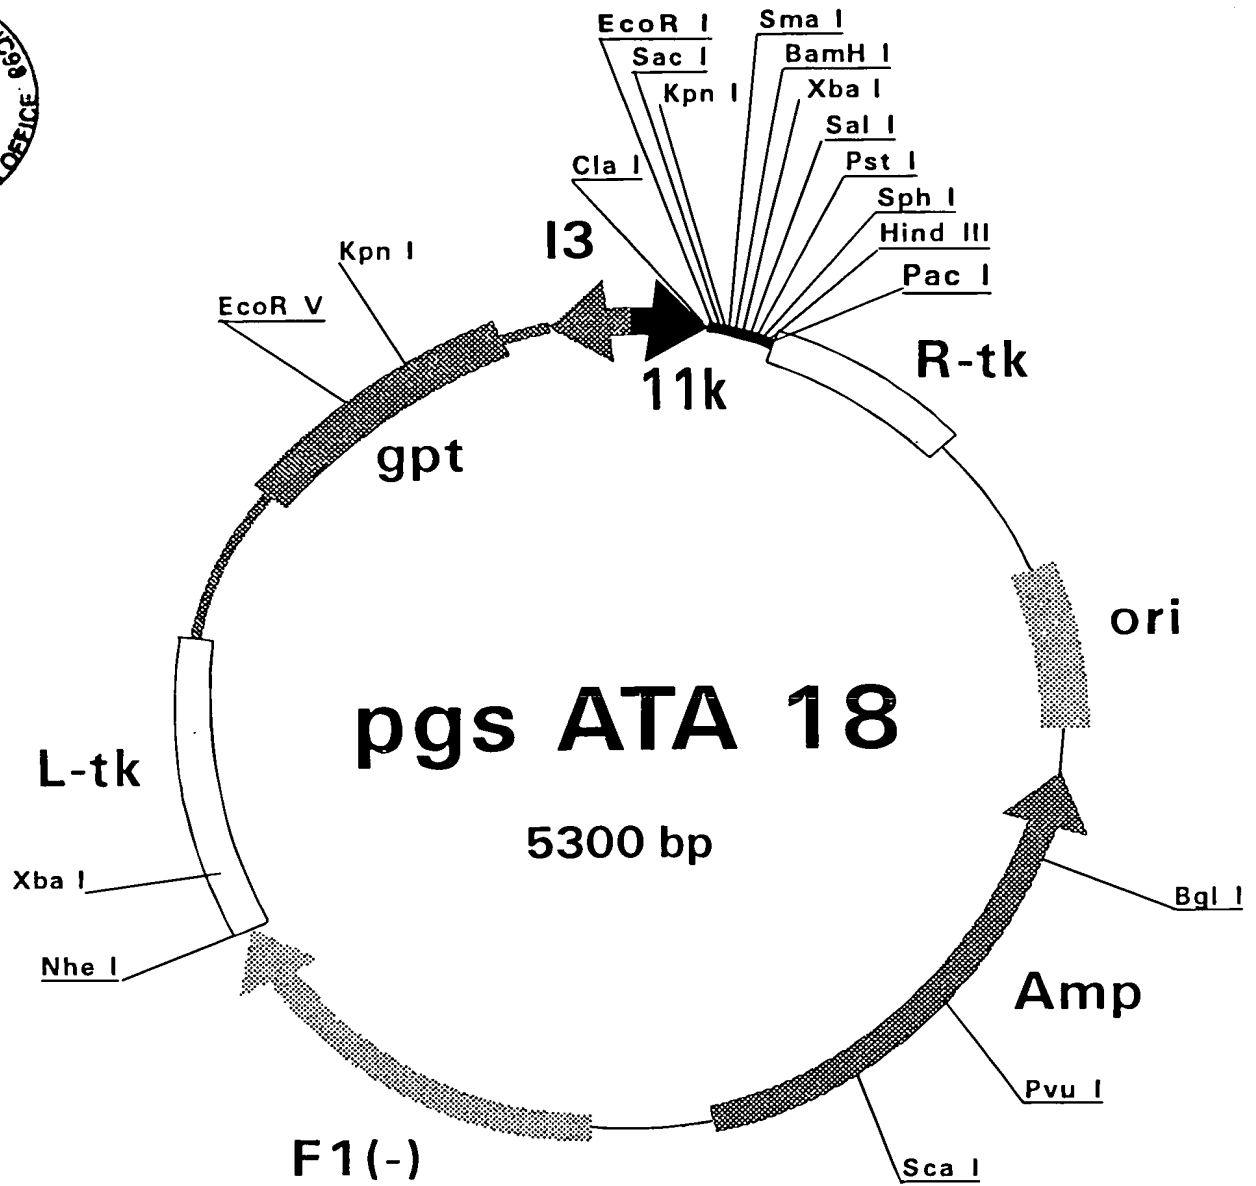 EcoR I
Sma I
Sac I
BamH I
Kpn I
Xba I
Sal I
Cla I
Pst I
Sph I
I3
Hind III
Kpn I
Pac I
EcoR V
R-tk
11k
gpt
ori
pgs ATA 18
L-tk
5300 bp
Xba I
Bgl I
Nhe I
Amp
Pvu I
F1(-)
Sca I
OFFICE